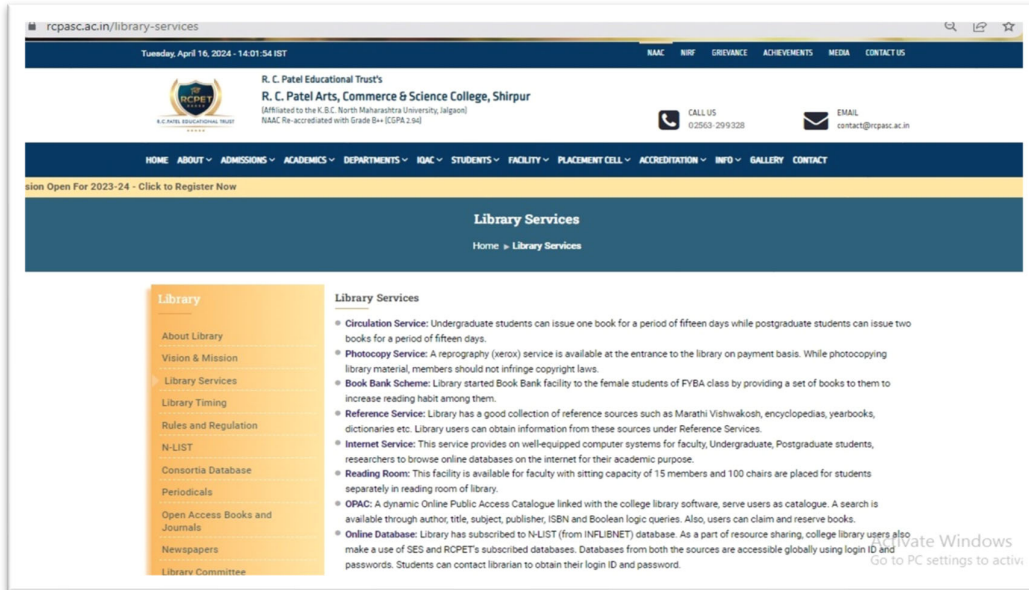 rcpasc.ac.in/library-services
Tuesday, April 16, 2024 - 14:01:54 IST
NAAC NIRF GRIEVANCE ACHIEVEMENTS MEDIA CONTACT US
RCPET
R.C.PATEL EDUCATIONAL TRUST
R. C. Patel Educational Trust's
R. C. Patel Arts, Commerce & Science College, Shirpur
(Affiliated to the K.B.C. North Maharashtra University, Jalgaon)
NAAC Re-accrediated with Grade B++ (CGPA 2.94)
CALL US
02563-299328
EMAIL
contact@rcpasc.ac.in
HOME ABOUT ADMISSIONS ACADEMICS DEPARTMENTS IQAC STUDENTS FACILITY PLACEMENT CELL ACCREDITATION INFO GALLERY CONTACT
sion Open For 2023-24 - Click to Register Now
Library Services
Home » Library Services
Library
About Library
Vision & Mission
Library Services
Library Timing
Rules and Regulation
N-LIST
Consortia Database
Periodicals
Open Access Books and
Journals
Newspapers
Library Committee
Library Services
Circulation Service: Undergraduate students can issue one book for a period of fifteen days while postgraduate students can issue two
books for a period of fifteen days.
Photocopy Service: A reprography (xerox) service is available at the entrance to the library on payment basis. While photocopying
library material, members should not infringe copyright laws.
Book Bank Scheme: Library started Book Bank facility to the female students of FYBA class by providing a set of books to them to
increase reading habit among them.
Reference Service: Library has a good collection of reference sources such as Marathi Vishwakosh, encyclopedias, yearbooks,
dictionaries etc. Library users can obtain information from these sources under Reference Services.
Internet Service: This service provides on well-equipped computer systems for faculty, Undergraduate, Postgraduate students,
researchers to browse online databases on the internet for their academic purpose.
Reading Room: This facility is available for faculty with sitting capacity of 15 members and 100 chairs are placed for students
separately in reading room of library.
OPAC: A dynamic Online Public Access Catalogue linked with the college library software, serve users as catalogue. A search is
available through author, title, subject, publisher, ISBN and Boolean logic queries. Also, users can claim and reserve books.
Online Database: Library has subscribed to N-LIST (from INFLIBNET) database. As a part of resource sharing, college library users also
make a use of SES and RCPET's subscribed databases. Databases from both the sources are accessible globally using login ID and
passwords. Students can contact librarian to obtain their login ID and password.
Activate Windows
Go to PC settings to activa